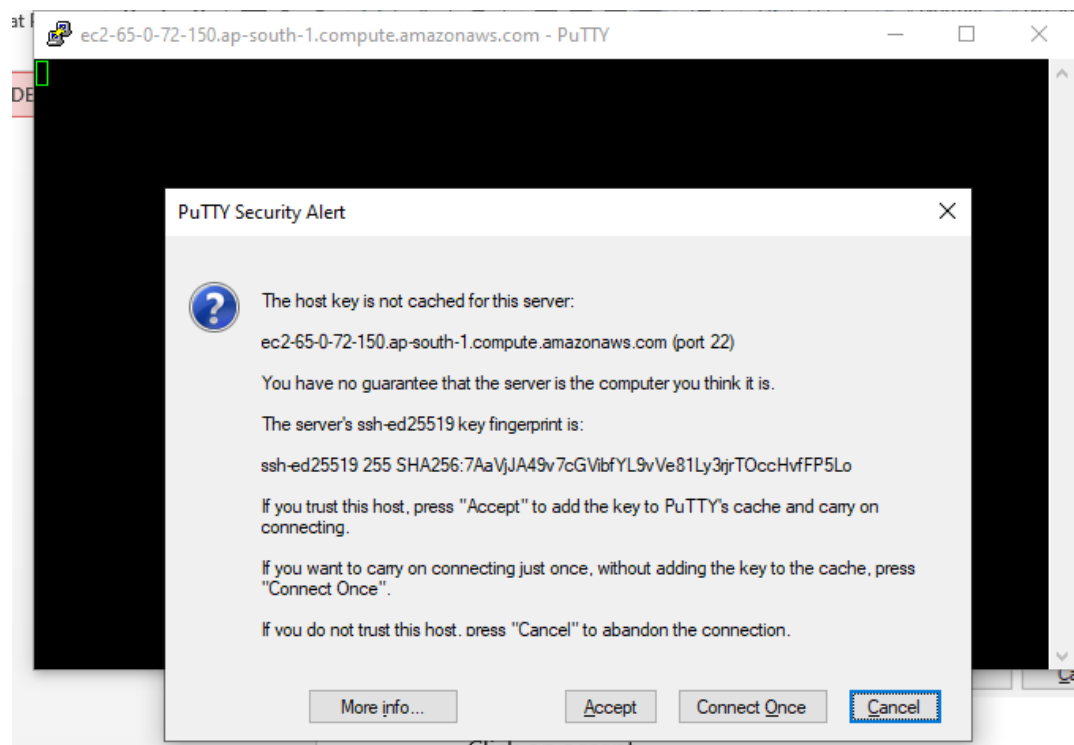 at
ec2-65-0-72-150.ap-south-1.compute.amazonaws.com - PuTTY
DE
PuTTY Security Alert
The host key is not cached for this server:
ec2-65-0-72-150.ap-south-1.compute.amazonaws.com (port 22)
You have no guarantee that the server is the computer you think it is.
The server's ssh-ed25519 key fingerprint is:
ssh-ed25519 255 SHA256:7AaVjJA49v7cGVibfYL9vVe81Ly3rjrTOccHvfFP5Lo
If you trust this host, press "Accept" to add the key to PuTTY's cache and carry on
connecting.
If you want to carry on connecting just once, without adding the key to the cache, press
"Connect Once".
If you do not trust this host, press "Cancel" to abandon the connection.
More info... Accept Connect Once Cancel